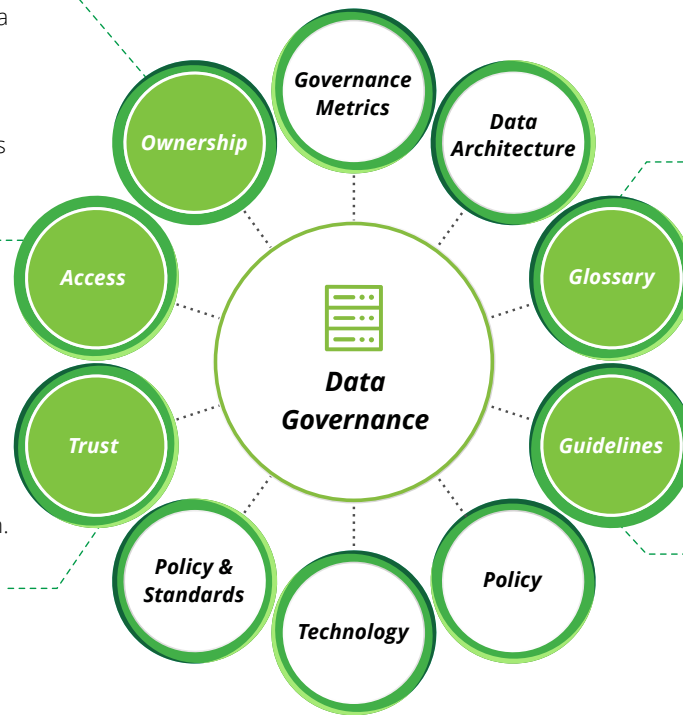 a
Governance
Metrics
Data
Architecture
Ownership
s
Access
Glossary
Data
Governance
Trust
Guidelines
.
Policy &
Standards
Policy
Technology